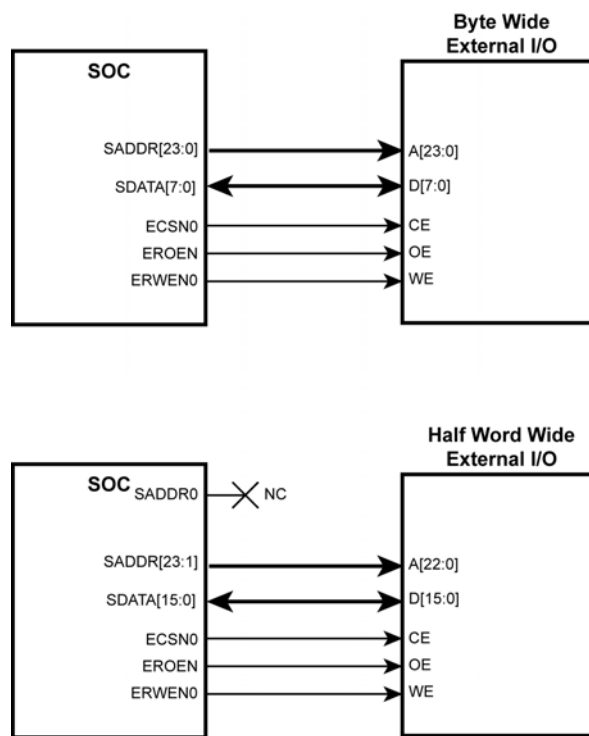 Byte Wide
External I/O
SOC
SADDR[23:0]
A[23:0]
SDATA[7:0]
D[7:0]
ECSN0
CE
EROEN
OE
ERWEN0
WE
Half Word Wide
External I/O
SOC
SADDR0
NC
SADDR[23:1]
A[22:0]
SDATA[15:0]
D[15:0]
ECSN0
CE
EROEN
OE
ERWEN0
WE